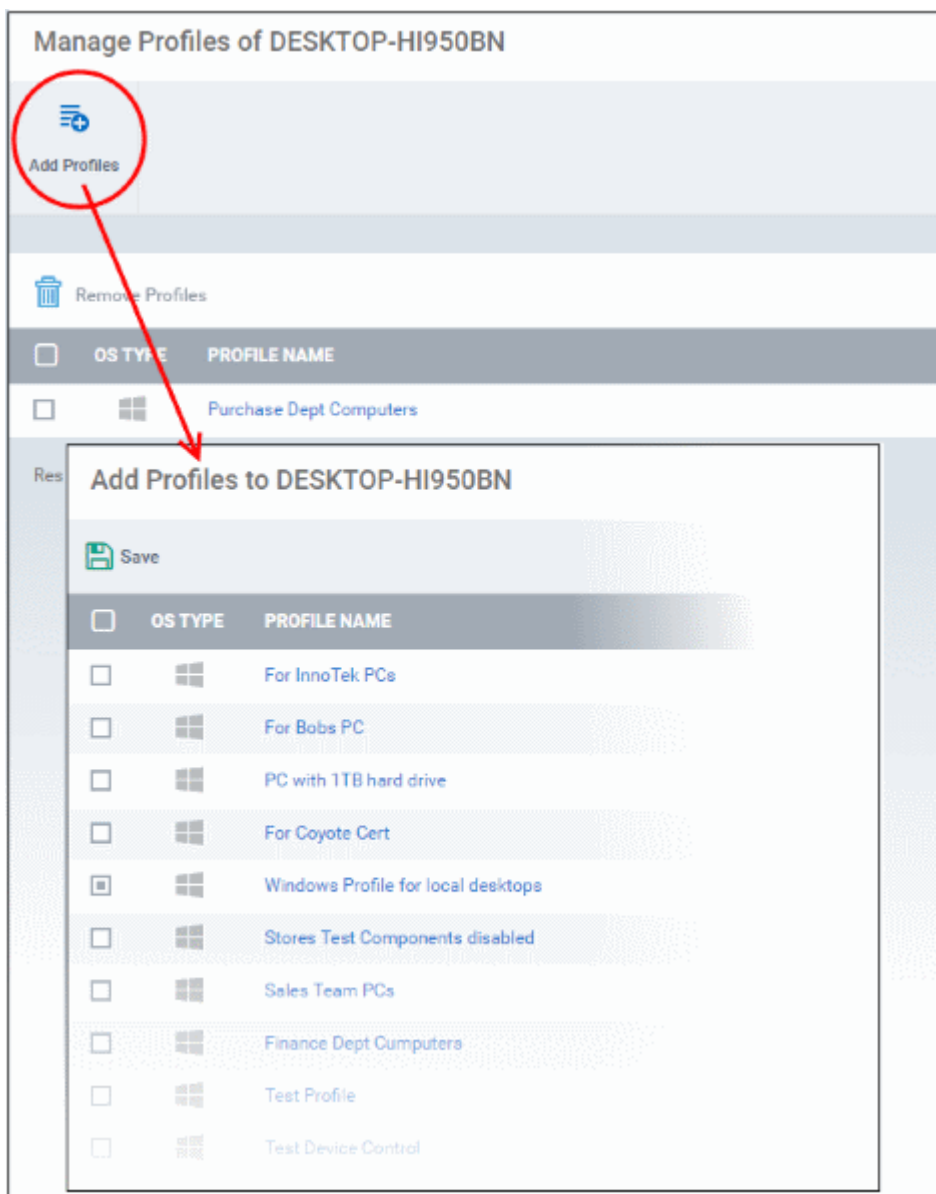 Manage Profiles of DESKTOP-HI950BN
Add Profiles
Remove Profiles
OS TYPE PROFILE NAME
Purchase Dept Computers
Res
Add Profiles to DESKTOP-HI950BN
Save
OS TYPE PROFILE NAME
For InnoTek PCs
For Bobs PC
PC with 1TB hard drive
For Coyote Cert
Windows Profile for local desktops
Stores Test Components disabled
Sales Team PCs
Finance Dept Cumputers
Test Profile
Test Device Control